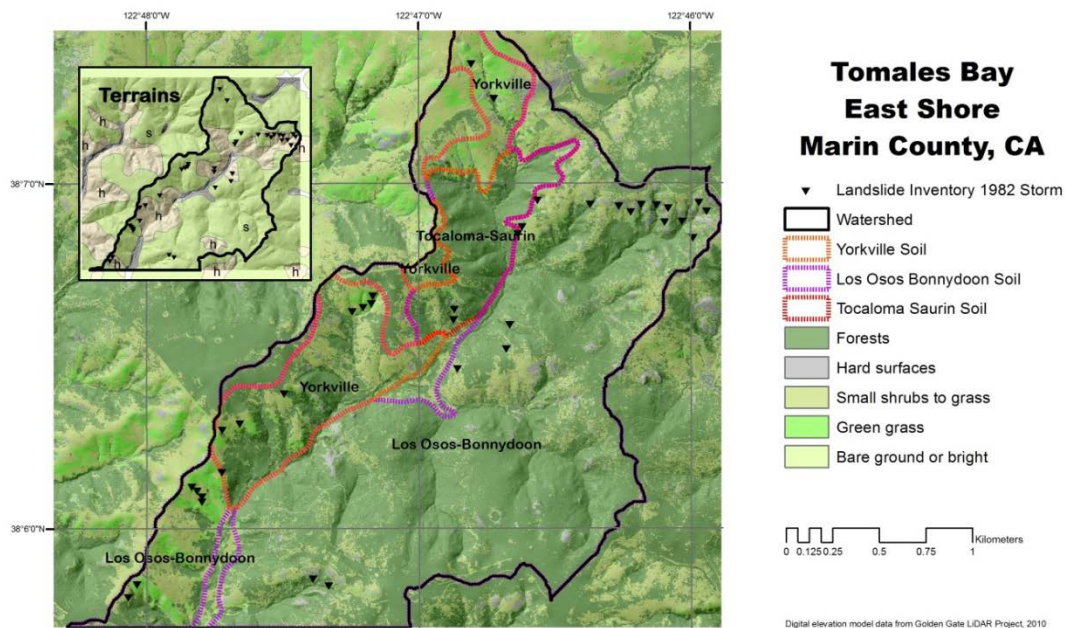 122°48'0"W
122°47'0"W
122°46'0"W
Terrains
h
s
h
h
h
h
s
h
h
h
38°7'0"N
38°6'0"N
Yorkville
Tocaloma-Saurin
Yorkville
Yorkville
Los Osos-Bonnydoon
Los Osos-Bonnydoon
Tomales Bay
East Shore
Marin County, CA
Landslide Inventory 1982 Storm
Watershed
Yorkville Soil
Los Osos Bonnydoon Soil
Tocaloma Saurin Soil
Forests
Hard surfaces
Small shrubs to grass
Green grass
Bare ground or bright
Kilometers
0 0.125 0.25 0.5 0.75 1
Digital elevation model data from Golden Gate LiDAR Project, 2010